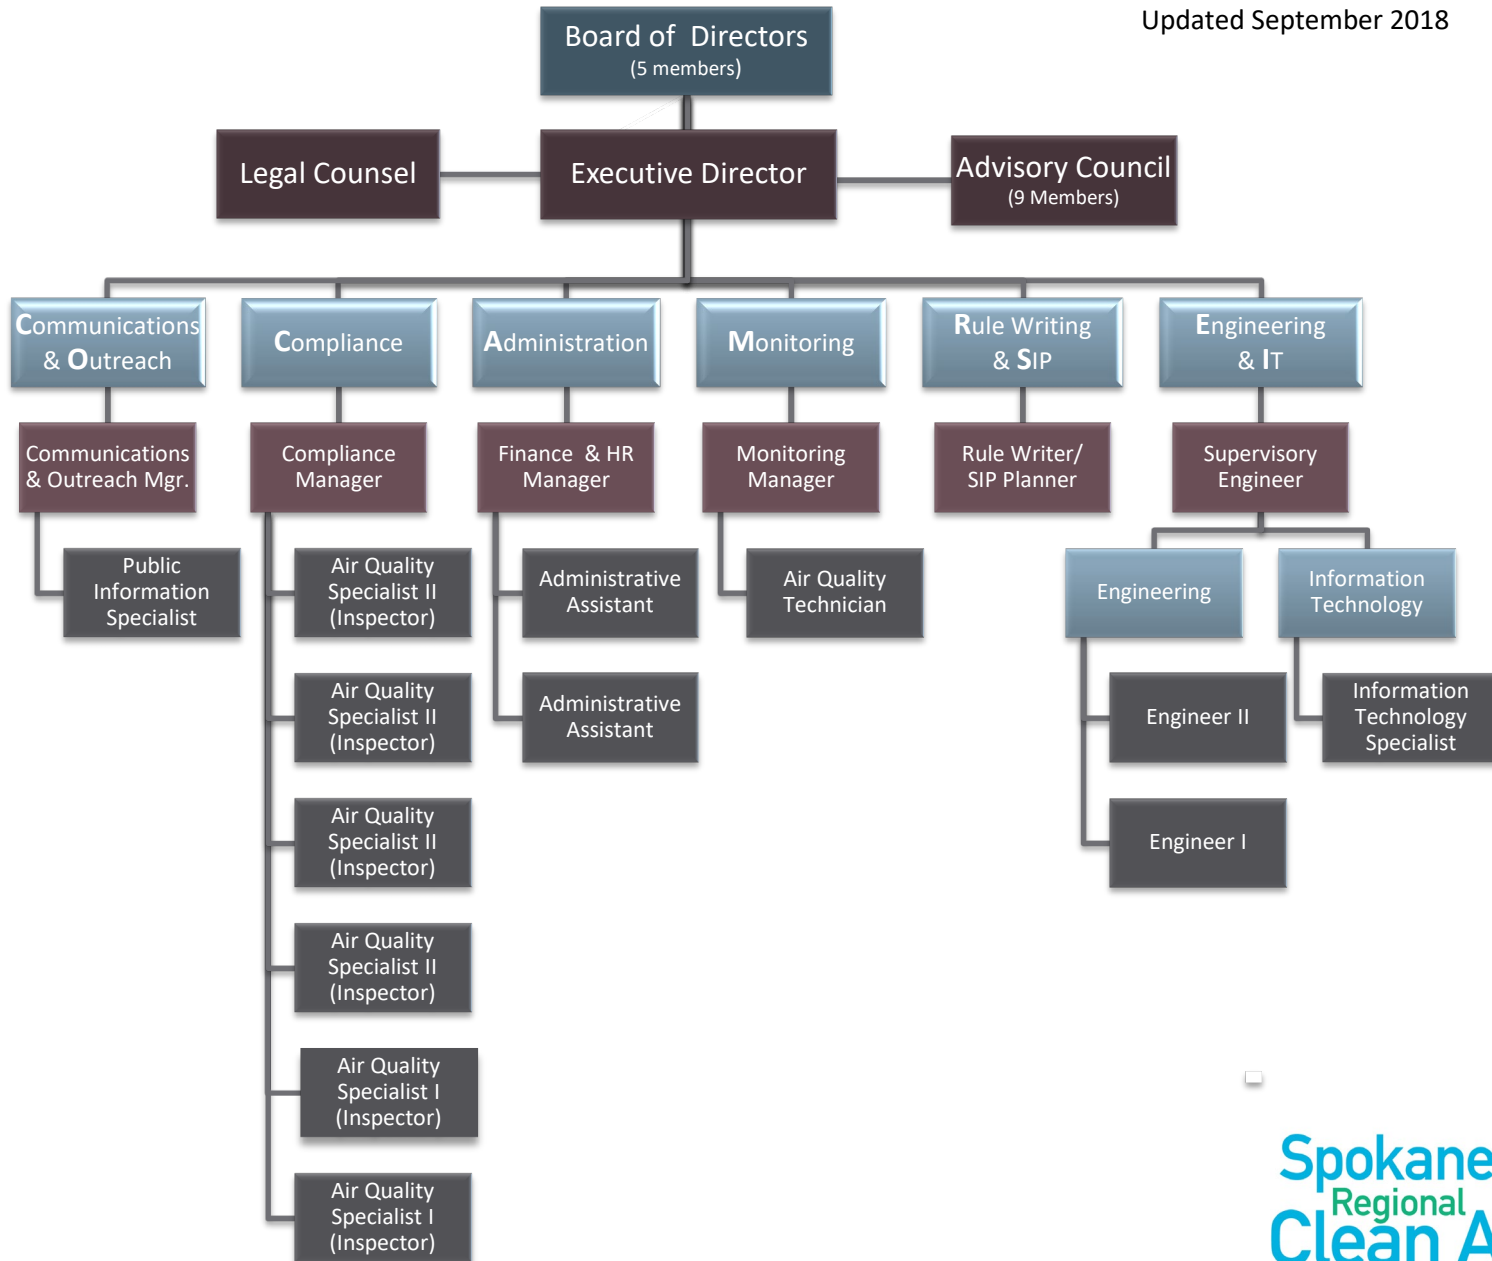 Updated September 2018
Board of Directors
(5 members)
Legal Counsel
Executive Director
Advisory Council
(9 Members)
Communications
& Outreach
Compliance
Administration
Monitoring
Rule Writing
& SIP
Engineering
& IT
Communications
& Outreach Mgr.
Compliance
Manager
Finance & HR
Manager
Monitoring
Manager
Rule Writer/
SIP Planner
Supervisory
Engineer
Public
Information
Specialist
Air Quality
Specialist II
(Inspector)
Administrative
Assistant
Air Quality
Technician
Engineering
Information
Technology
Air Quality
Specialist II
(Inspector)
Administrative
Assistant
Engineer II
Information
Technology
Specialist
Air Quality
Specialist II
(Inspector)
Engineer I
Air Quality
Specialist II
(Inspector)
Air Quality
Specialist I
(Inspector)
Air Quality
Specialist I
(Inspector)
Spokane
Regional
Clean A